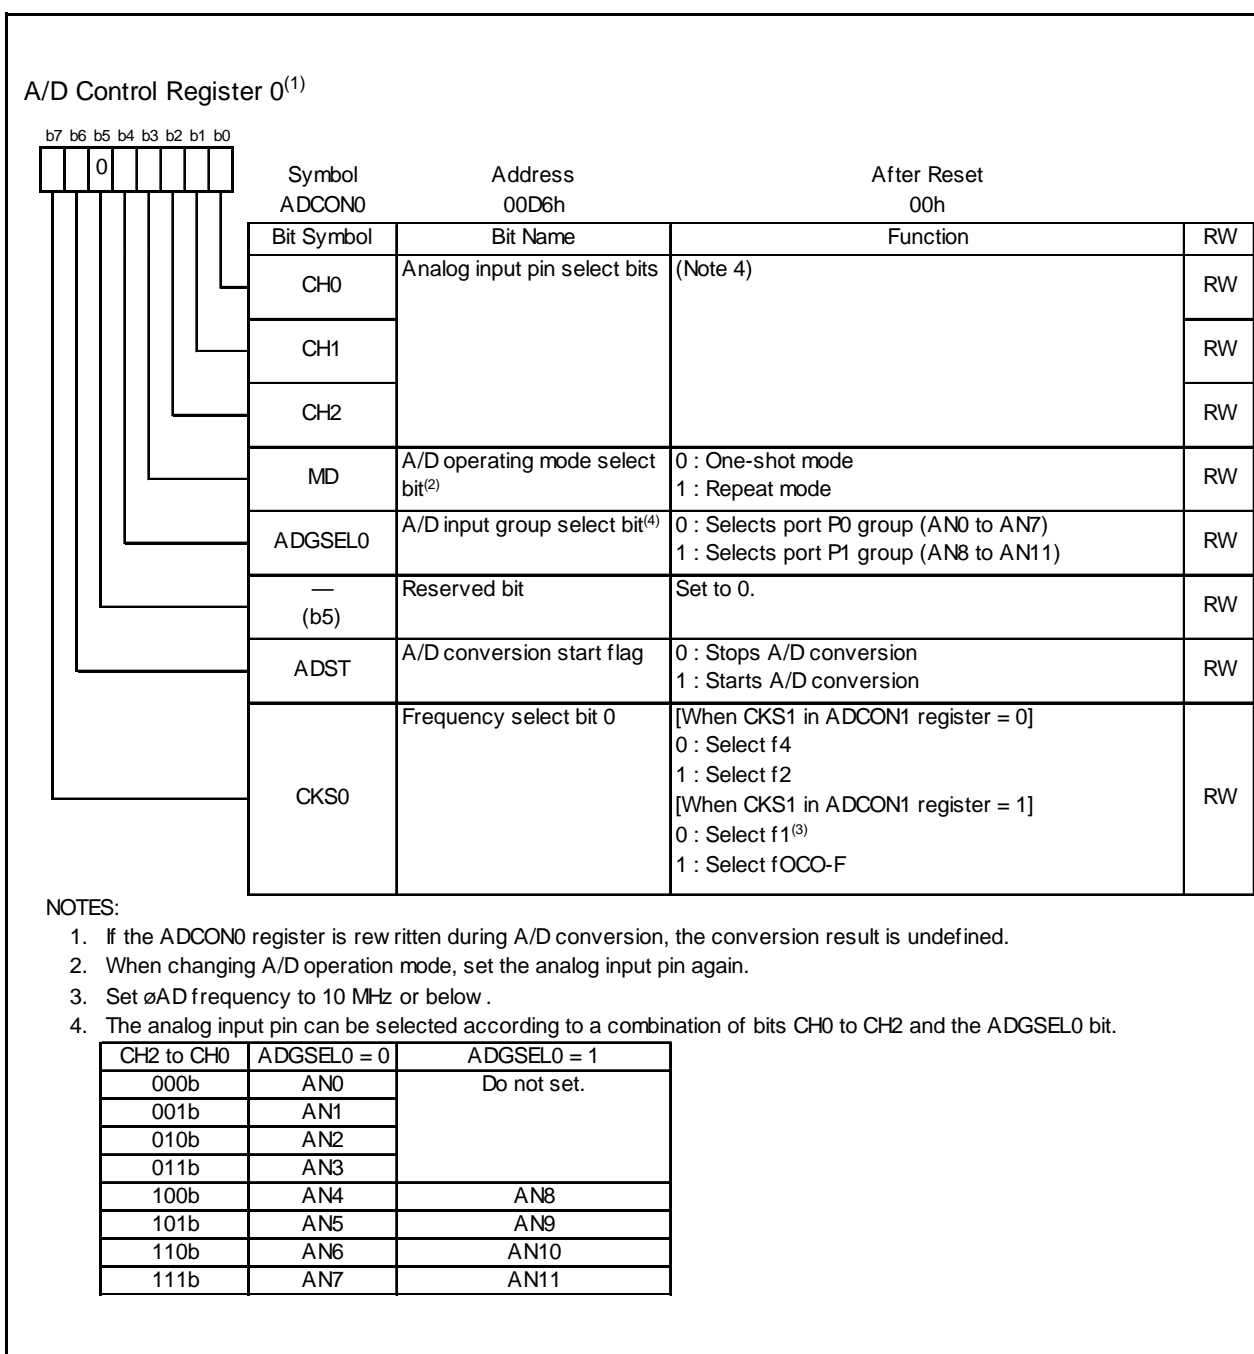 A/D Control Register 0(1)
b7 b6 b5 b4 b3 b2 b1 b0
0
Symbol Address After Reset
ADCON0 00D6h 00h
Bit Symbol Bit Name Function RW
CH0 Analog input pin select bits (Note 4) RW
CH1 RW
CH2 RW
MD A/D operating mode select bit(2) 0 : One-shot mode RW
1 : Repeat mode
ADGSEL0 A/D input group select bit(4) 0 : Selects port P0 group (AN0 to AN7) RW
1 : Selects port P1 group (AN8 to AN11)
— Reserved bit Set to 0. RW
(b5)
ADST A/D conversion start flag 0 : Stops A/D conversion RW
1 : Starts A/D conversion
CKS0 Frequency select bit 0 [When CKS1 in ADCON1 register = 0] RW
0 : Select f4
1 : Select f2
[When CKS1 in ADCON1 register = 1]
0 : Select f1(3)
1 : Select fOCO-F
NOTES:
1. If the ADCON0 register is rewritten during A/D conversion, the conversion result is undefined.
2. When changing A/D operation mode, set the analog input pin again.
3. Set øAD frequency to 10 MHz or below.
4. The analog input pin can be selected according to a combination of bits CH0 to CH2 and the ADGSEL0 bit.
CH2 to CH0 ADGSEL0 = 0 ADGSEL0 = 1
000b AN0 Do not set.
001b AN1
010b AN2
011b AN3
100b AN4 AN8
101b AN5 AN9
110b AN6 AN10
111b AN7 AN11